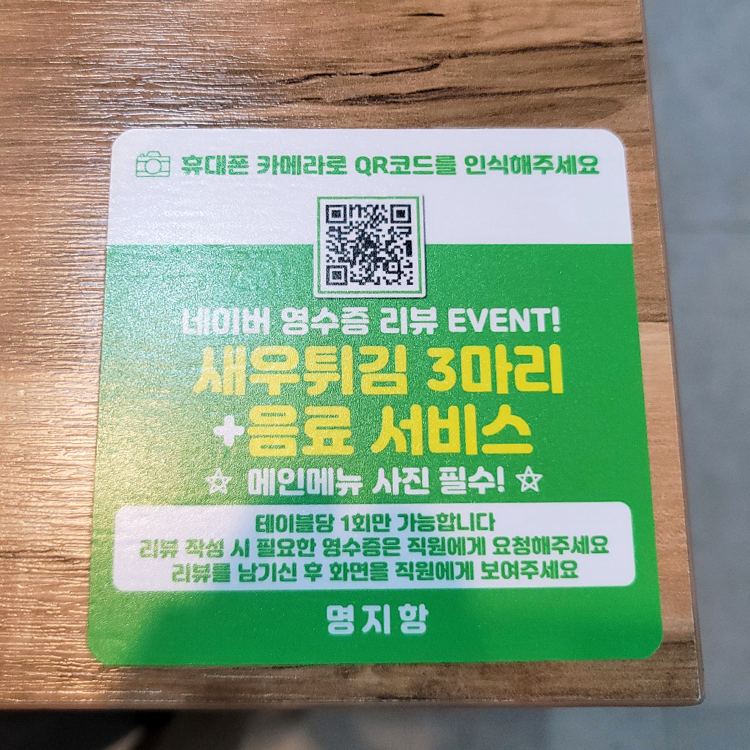 휴대폰 카메라로 QR코드를 인식해주세요
네이버 영수증 리뷰 EVENT!
새우튀김 3마리
+음료 서비스
☆ 메인메뉴 사진 필수! ☆
테이블당 1회만 가능합니다
리뷰 작성 시 필요한 영수증은 직원에게 요청해주세요
리뷰를 남기신 후 화면을 직원에게 보여주세요
명지항